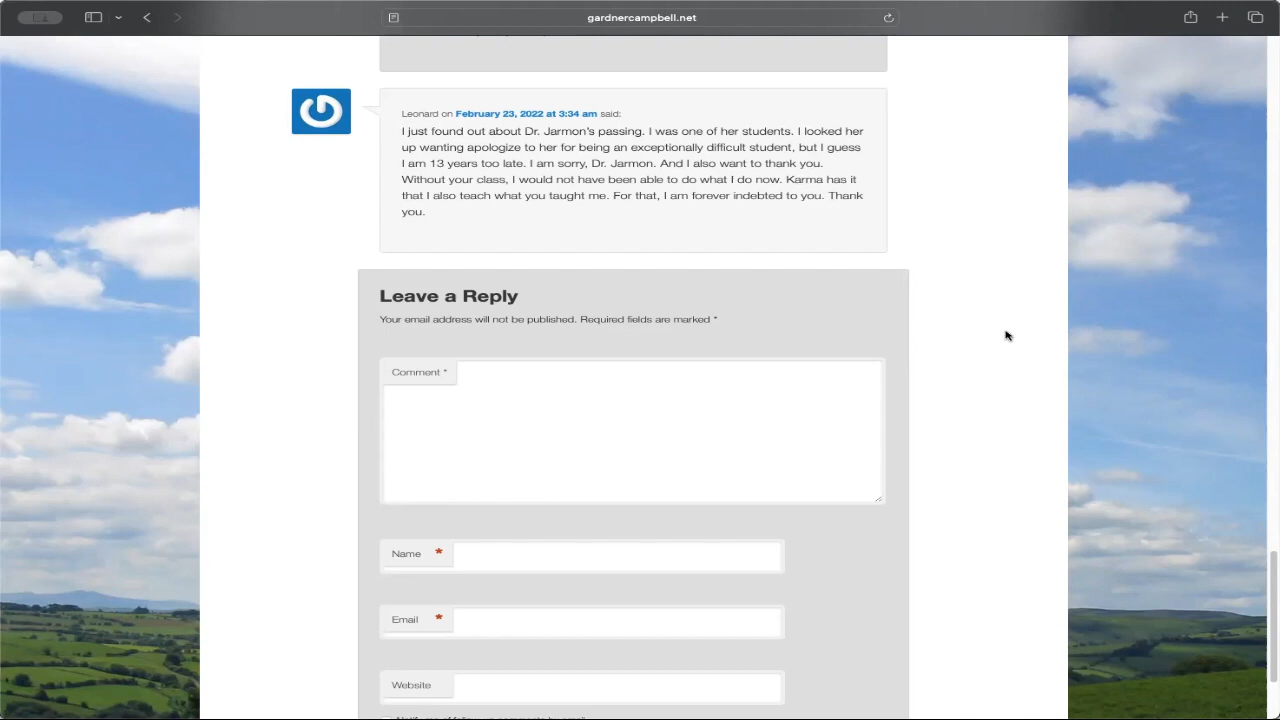 gardnercampbell.net
Leonard on February 23, 2022 at 3:34 am said:
I just found out about Dr. Jarmon's passing. I was one of her students. I looked her
up wanting apologize to her for being an exceptionally difficult student, but I guess
I am 13 years too late. I am sorry, Dr. Jarmon. And I also want to thank you.
Without your class, I would not have been able to do what I do now. Karma has it
that I also teach what you taught me. For that, I am forever indebted to you. Thank
you.
Leave a Reply
Your email address will not be published. Required fields are marked *
Comment *
Name *
Email *
Website